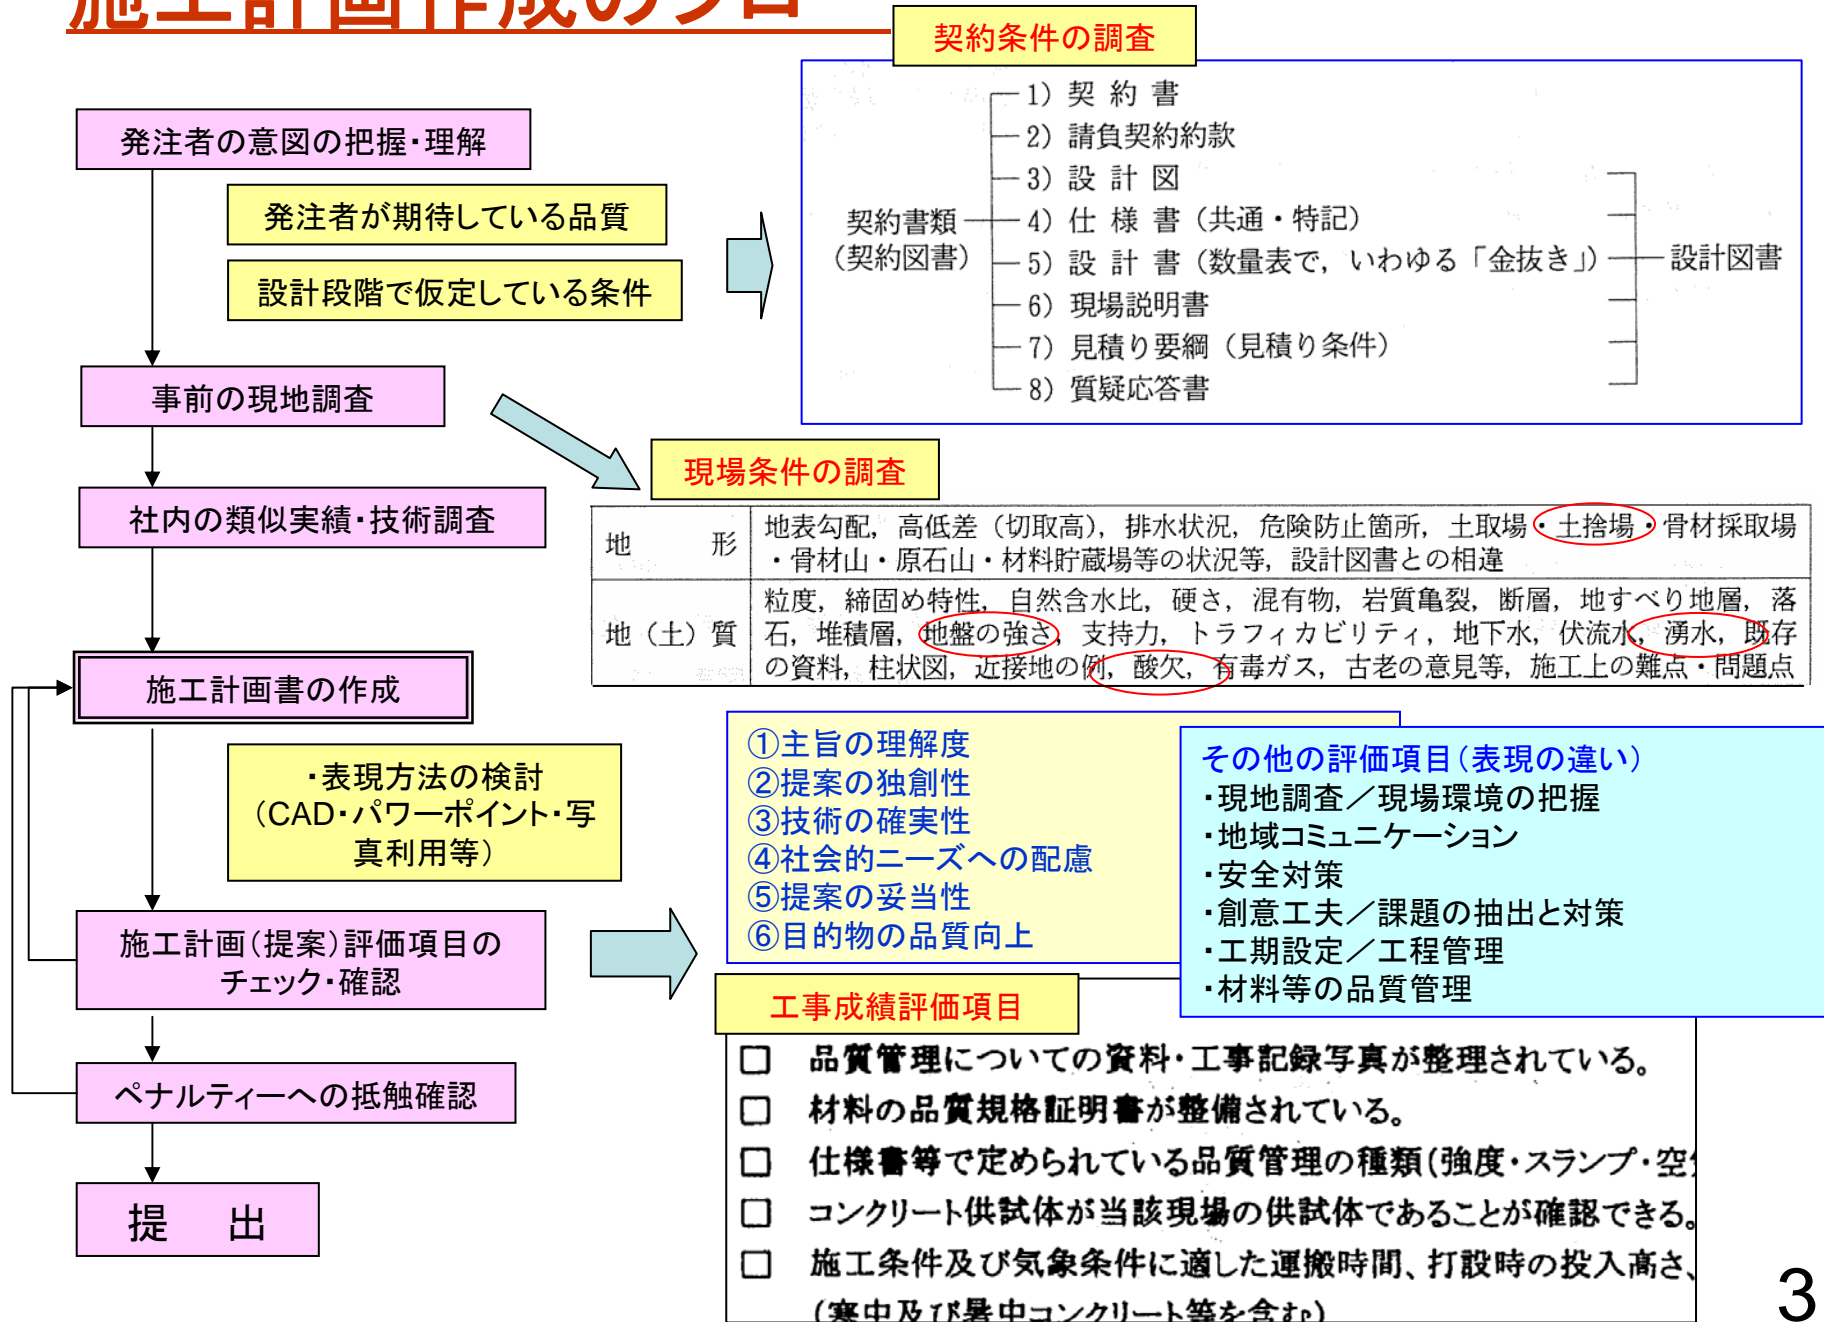 施工計画作成のフロー
契約条件の調査
発注者の意図の把握・理解
発注者が期待している品質
設計段階で仮定している条件
契約書類
（契約図書）
1）契 約 書
2）請負契約約款
3）設 計 図
4）仕 様 書（共通・特記）
5）設 計 書（数量表で，いわゆる「金抜き」）
6）現場説明書
7）見積り要綱（見積り条件）
8）質疑応答書
設計図書
事前の現地調査
現場条件の調査
社内の類似実績・技術調査
地 形
地表勾配，高低差（切取高），排水状況，危険防止箇所，土取場・土捨場・骨材採取場
・骨材山・原石山・材料貯蔵場等の状況等，設計図書との相違
地（土）質
粒度，締固め特性，自然含水比，硬さ，混有物，岩質亀裂，断層，地すべり地層，落
石，堆積層，地盤の強さ，支持力，トラフィカビリティ，地下水，伏流水，湧水，既存
の資料，柱状図，近接地の例，酸欠，有毒ガス，古老の意見等，施工上の難点・問題点
施工計画書の作成
・表現方法の検討
（CAD・パワーポイント・写
真利用等）
施工計画（提案）評価項目の
チェック・確認
ペナルティーへの抵触確認
提 出
①主旨の理解度
②提案の独創性
③技術の確実性
④社会的ニーズへの配慮
⑤提案の妥当性
⑥目的物の品質向上
その他の評価項目（表現の違い）
・現地調査／現場環境の把握
・地域コミュニケーション
・安全対策
・創意工夫／課題の抽出と対策
・工期設定／工程管理
・材料等の品質管理
工事成績評価項目
□ 品質管理についての資料・工事記録写真が整理されている。
□ 材料の品質規格証明書が整備されている。
□ 仕様書等で定められている品質管理の種類（強度・スランプ・空
□ コンクリート供試体が当該現場の供試体であることが確認できる。
□ 施工条件及び気象条件に適した運搬時間、打設時の投入高さ、
（寒中及び暑中コンクリート等を含む）
3